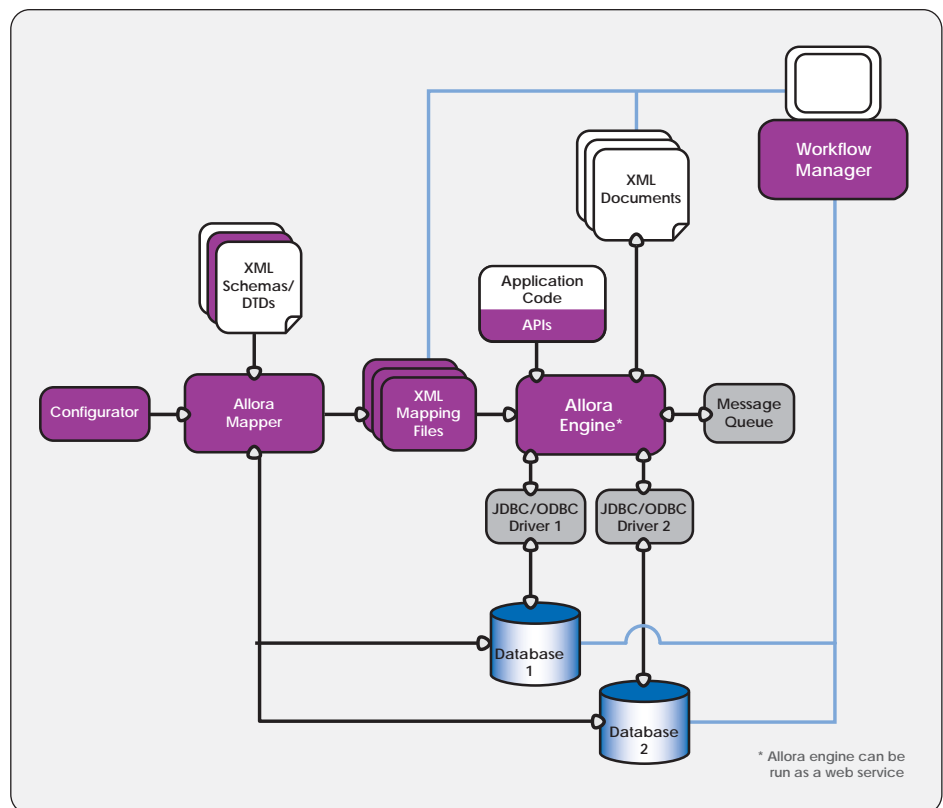 Workflow
Manager
XML
Documents
XML
Schemas/
DTDs
Application
Code
APIs
Configurator
Allora
Mapper
XML
Mapping
Files
Allora
Engine*
Message
Queue
JDBC/ODBC
Driver 1
JDBC/ODBC
Driver 2
Database
1
Database
2
* Allora engine can be
run as a web service